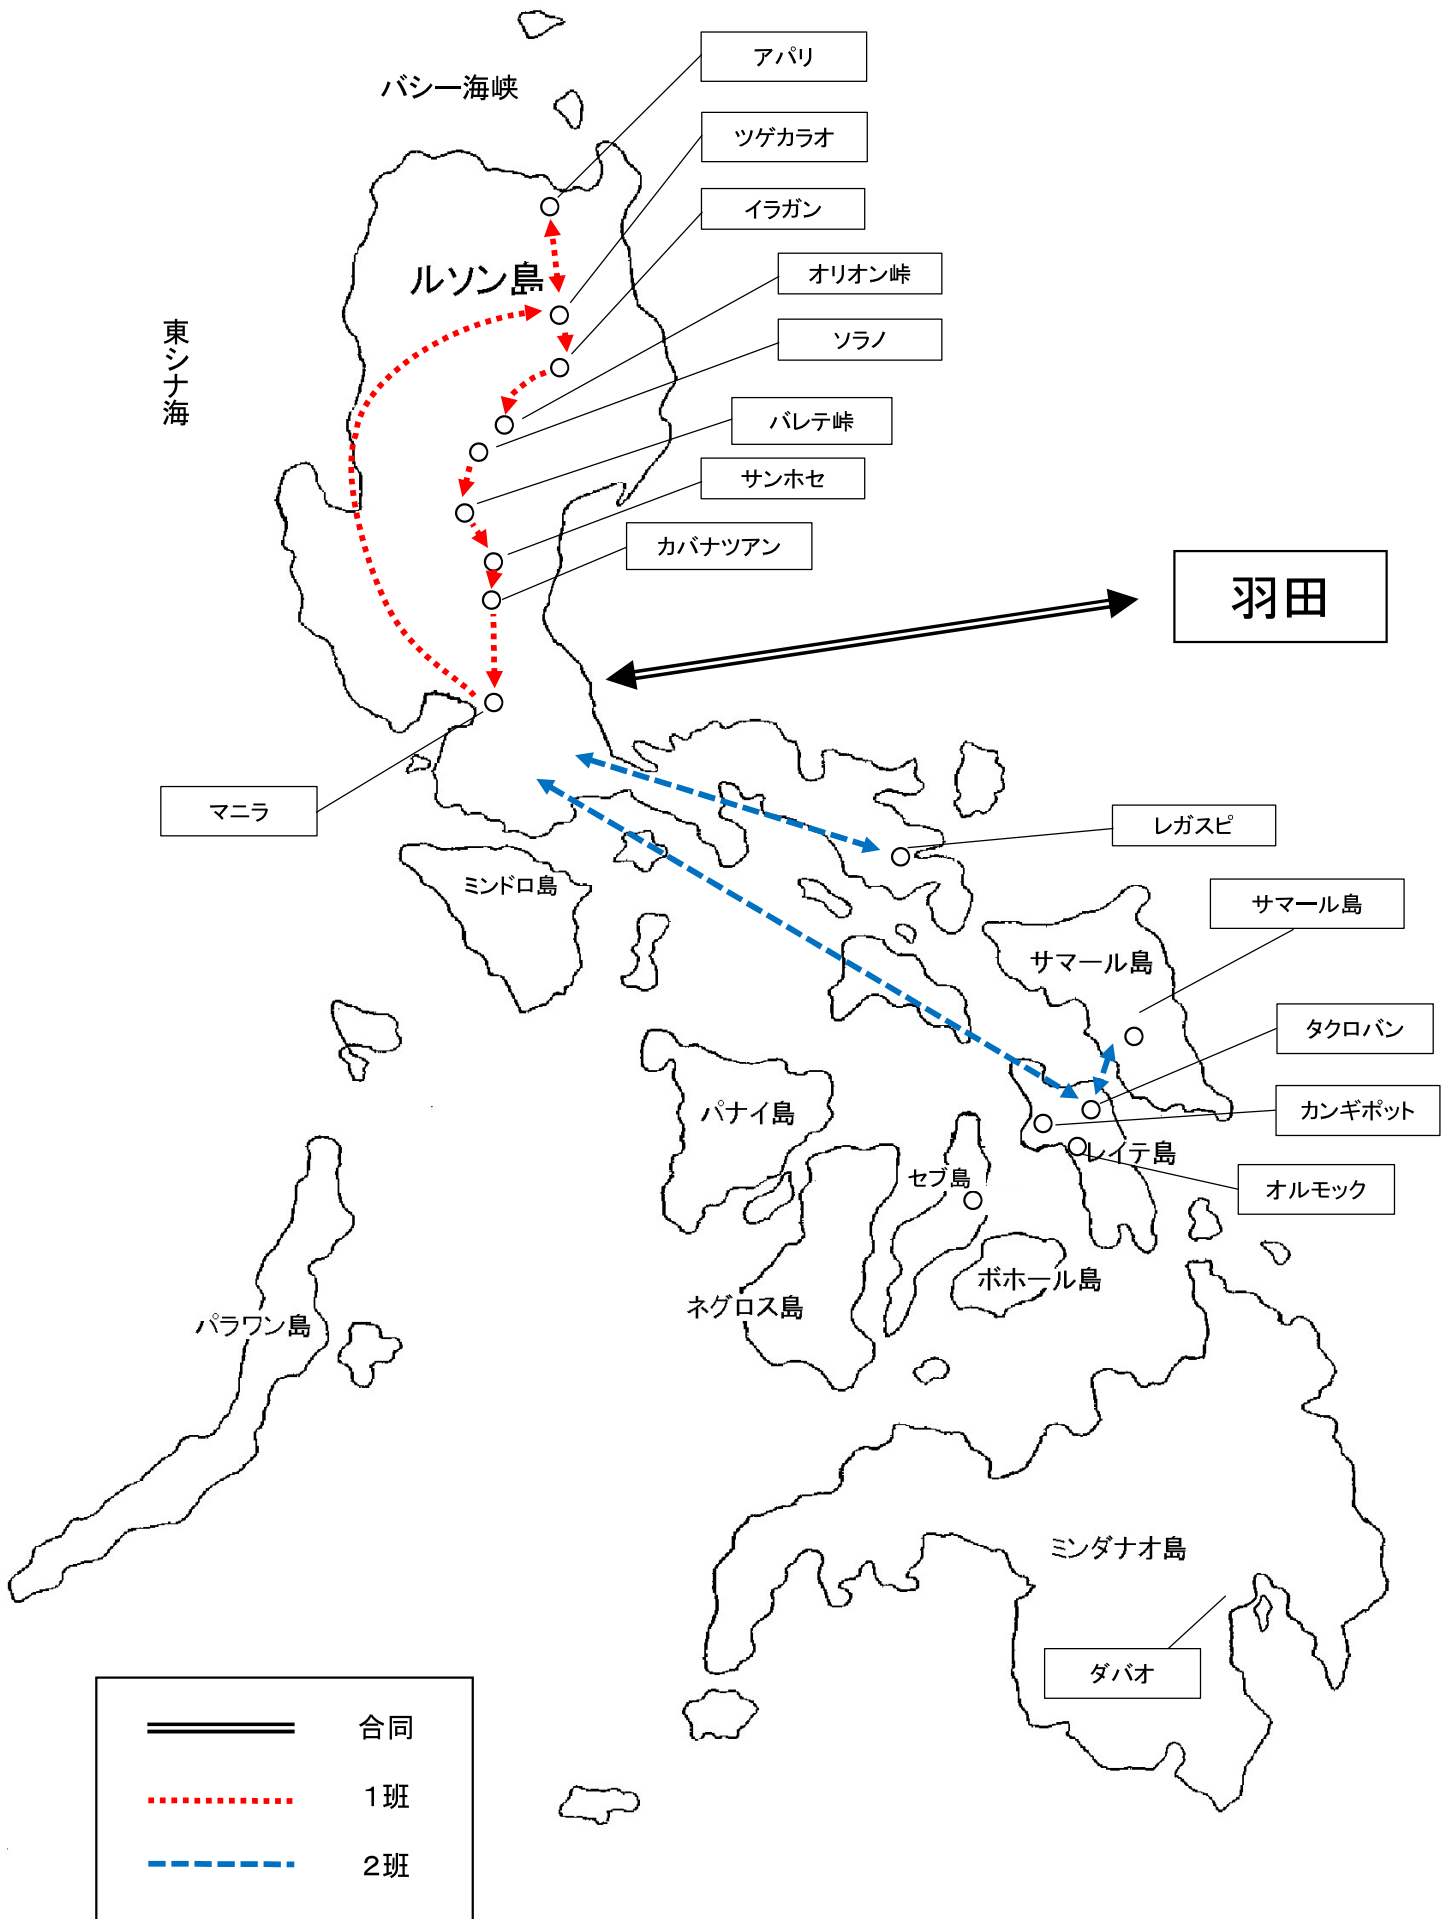 アパリ
バシー海峡
ツゲカラオ
イラガン
オリオン峠
ルソン島
ソラノ
東シナ海
バレテ峠
サンホセ
カバナツアン
羽田
マニラ
レガスピ
ミンドロ島
サマール島
サマール島
タクロバン
パナイ島
カンギポット
レイテ島
セブ島
オルモック
ボホール島
ネグロス島
パラワン島
ミンダナオ島
ダバオ
合同
１班
２班